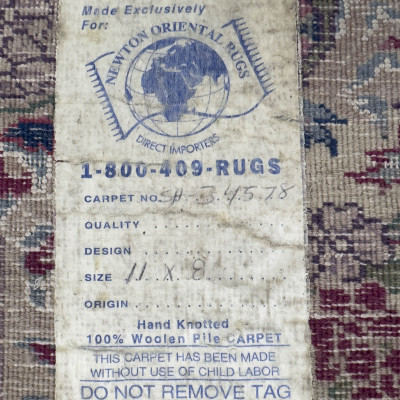 Made Exclusively
For:
NEWTON ORIENTAL RUGS
DIRECT IMPORTERS
1-800-409-RUGS
CARPET NO. SH-34578
QUALITY
DESIGN
SIZE 11 X 8
ORIGIN
Hand Knotted
100% Woolen Pile CARPET
THIS CARPET HAS BEEN MADE
WITHOUT USE OF CHILD LABOR
DO NOT REMOVE TAG